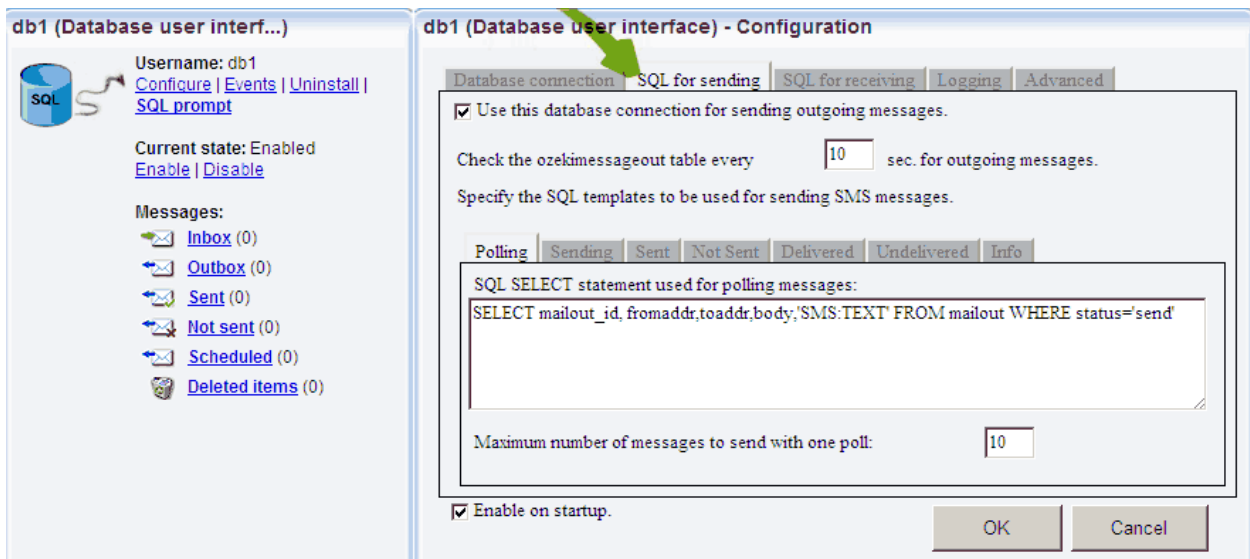 db1 (Database user interf...)
SQL
Username: db1
Configure | Events | Uninstall |
SQL prompt
Current state: Enabled
Enable | Disable
Messages:
Inbox (0)
Outbox (0)
Sent (0)
Not sent (0)
Scheduled (0)
Deleted items (0)
db1 (Database user interface) - Configuration
Database connection SQL for sending SQL for receiving Logging Advanced
Use this database connection for sending outgoing messages.
Check the ozekimessageout table every 10 sec. for outgoing messages.
Specify the SQL templates to be used for sending SMS messages.
Polling Sending Sent Not Sent Delivered Undelivered Info
SQL SELECT statement used for polling messages:
SELECT mailout_id, fromaddr,toaddr,body,'SMS:TEXT' FROM mailout WHERE status='send'
Maximum number of messages to send with one poll: 10
Enable on startup.
OK Cancel